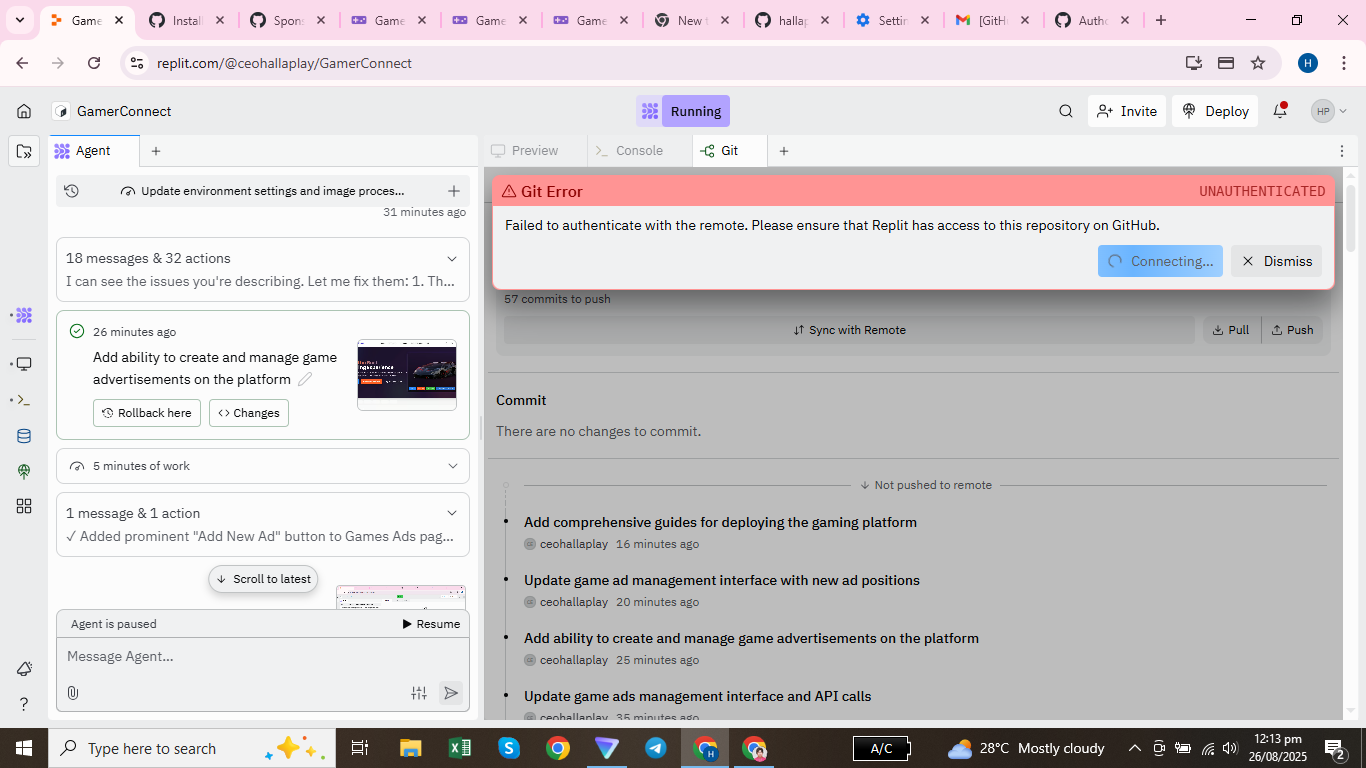 Game
Install
Spons
Game
Game
Game
New t
hallap
Settin
[GitH
Autho
replit.com/@ceohallaplay/GamerConnect
H
GamerConnect
Running
Invite
Deploy
HP
Agent
Preview
Console
Git
Update environment settings and image proces...
31 minutes ago
18 messages & 32 actions
I can see the issues you're describing. Let me fix them: 1. Th...
26 minutes ago
Add ability to create and manage game
advertisements on the platform
Rollback here
Changes
5 minutes of work
1 message & 1 action
✓ Added prominent "Add New Ad" button to Games Ads pag...
Scroll to latest
Agent is paused
Resume
Message Agent...
Git Error
UNAUTHENTICATED
Failed to authenticate with the remote. Please ensure that Replit has access to this repository on GitHub.
Connecting...
Dismiss
57 commits to push
Sync with Remote
Pull
Push
Commit
There are no changes to commit.
Not pushed to remote
Add comprehensive guides for deploying the gaming platform
ceohallaplay 16 minutes ago
Update game ad management interface with new ad positions
ceohallaplay 20 minutes ago
Add ability to create and manage game advertisements on the platform
ceohallaplay 25 minutes ago
Update game ads management interface and API calls
ceohallaplay 35 minutes ago
Type here to search
A/C
28°C Mostly cloudy
12:13 pm
26/08/2025
2